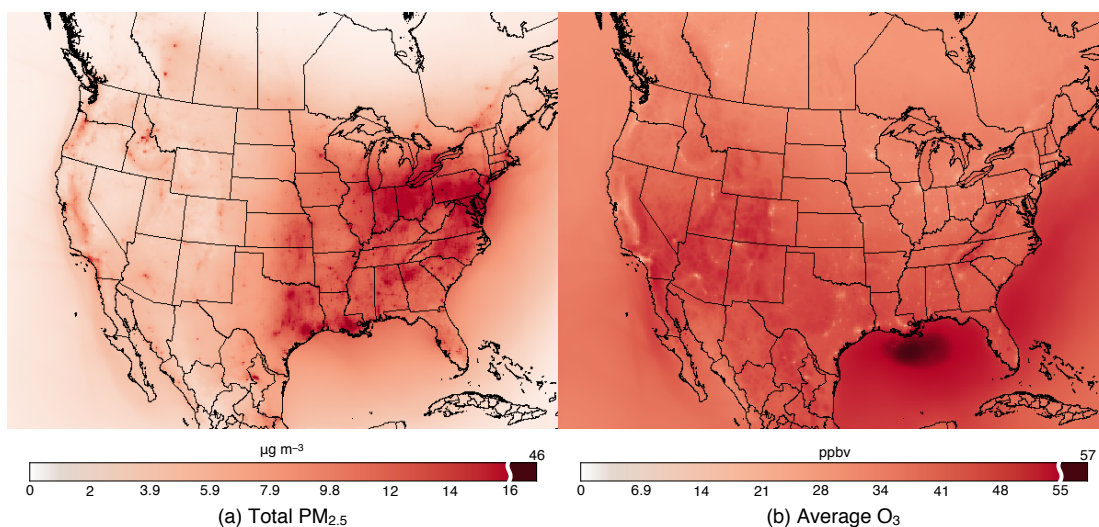 µg m⁻³
46
0 2 3.9 5.9 7.9 9.8 12 14 16
(a) Total PM₂.₅
ppbv
57
0 6.9 14 21 28 34 41 48 55
(b) Average O₃